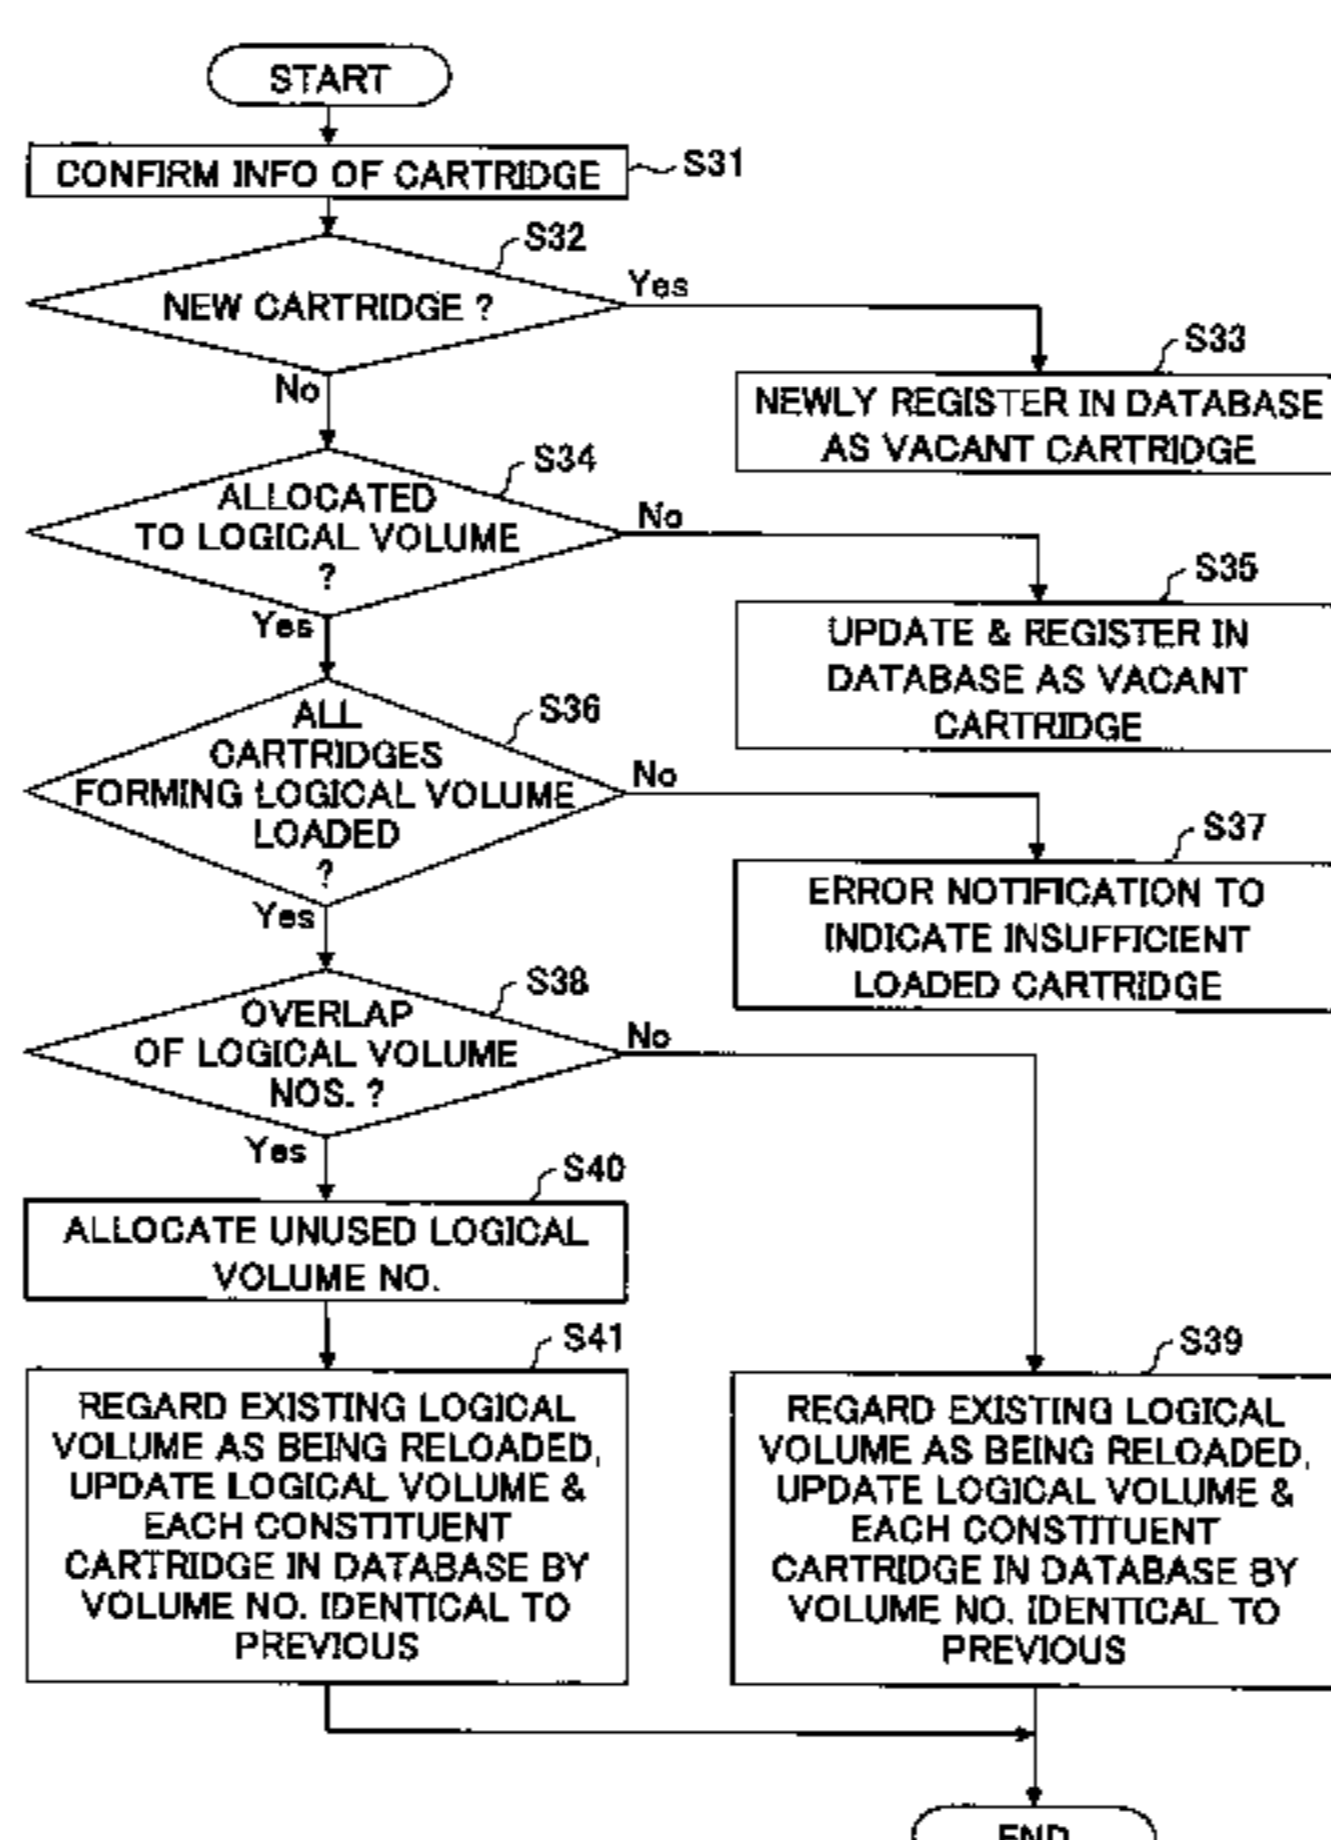 START
CONFIRM INFO OF CARTRIDGE
S31
S32
NEW CARTRIDGE ?
Yes
No
S33
NEWLY REGISTER IN DATABASE
AS VACANT CARTRIDGE
S34
ALLOCATED
TO LOGICAL VOLUME
?
No
Yes
S35
UPDATE & REGISTER IN
DATABASE AS VACANT
CARTRIDGE
S36
ALL
CARTRIDGES
FORMING LOGICAL VOLUME
LOADED
?
No
Yes
S37
ERROR NOTIFICATION TO
INDICATE INSUFFICIENT
LOADED CARTRIDGE
S38
OVERLAP
OF LOGICAL VOLUME
NOS. ?
No
Yes
S40
ALLOCATE UNUSED LOGICAL
VOLUME NO.
S41
REGARD EXISTING LOGICAL
VOLUME AS BEING RELOADED,
UPDATE LOGICAL VOLUME &
EACH CONSTITUENT
CARTRIDGE IN DATABASE BY
VOLUME NO. IDENTICAL TO
PREVIOUS
S39
REGARD EXISTING LOGICAL
VOLUME AS BEING RELOADED,
UPDATE LOGICAL VOLUME &
EACH CONSTITUENT
CARTRIDGE IN DATABASE BY
VOLUME NO. IDENTICAL TO
PREVIOUS
END